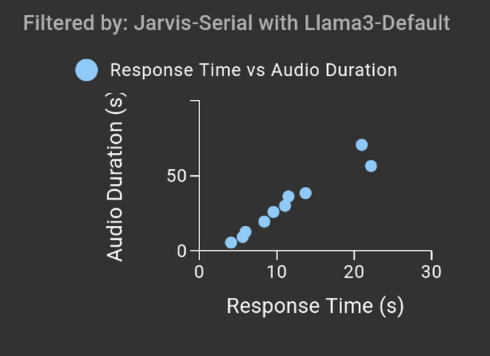 Filtered by: Jarvis-Serial with Llama3-Default
Response Time vs Audio Duration
Audio Duration (s)
50
0
0 10 20 30
Response Time (s)